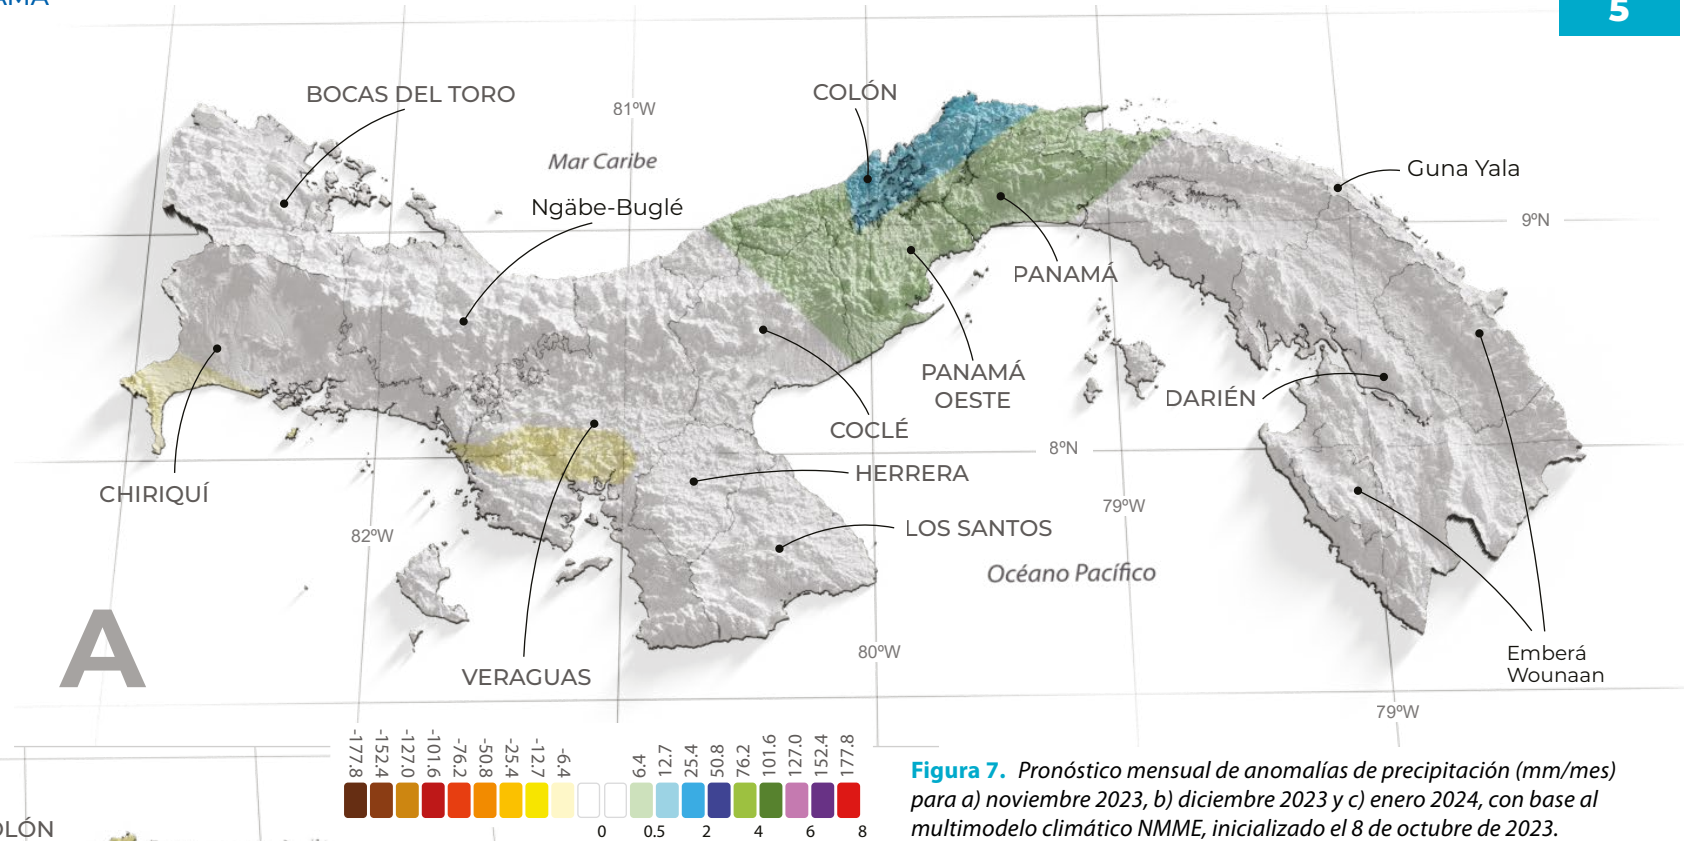 5
BOCAS DEL TORO
COLÓN
81ºW
Mar Caribe
Guna Yala
Ngäbe-Buglé
9ºN
PANAMÁ
PANAMÁ
OESTE
DARIÉN
COCLÉ
8ºN
HERRERA
CHIRIQUÍ
79ºW
LOS SANTOS
82ºW
Océano Pacífico
A
80ºW
Emberá
Wounaan
VERAGUAS
79ºW
-177.8 -152.4 -127.0 -101.6 -76.2 -50.8 -25.4 -12.7 -6.4 6.4 12.7 25.4 50.8 76.2 101.6 127.0 152.4 177.8
0 0.5 2 4 6 8
Figura 7. Pronóstico mensual de anomalías de precipitación (mm/mes)
para a) noviembre 2023, b) diciembre 2023 y c) enero 2024, con base al
multimodelo climático NMME, inicializado el 8 de octubre de 2023.
OLÓN